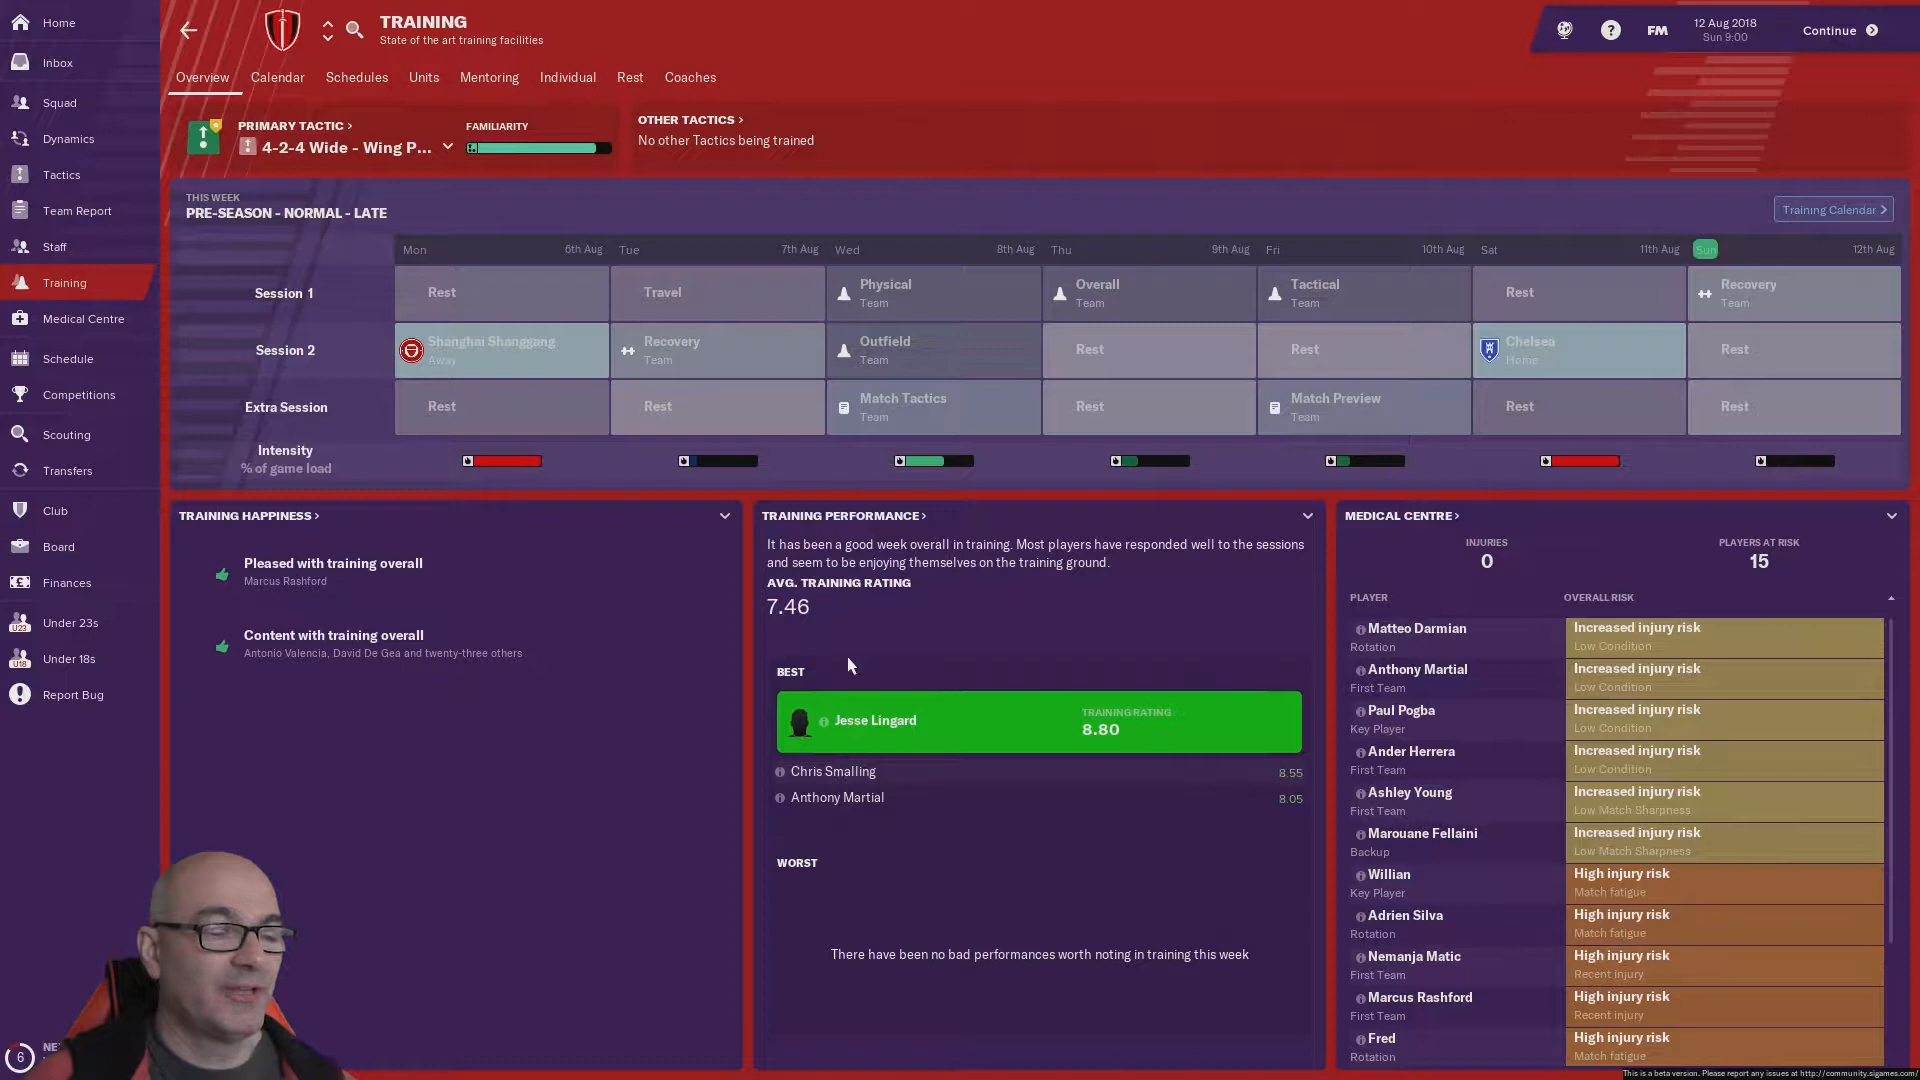 Home
Inbox
Squad
Dynamics
Tactics
Team Report
Staff
Training
Medical Centre
Schedule
Competitions
Scouting
Transfers
Club
Board
Finances
U23
Under 23s
U18
Under 18s
Report Bug
6
TRAINING
State of the art training facilities
FM
12 Aug 2018
Sun 9:00
Continue
Overview
Calendar
Schedules
Units
Mentoring
Individual
Rest
Coaches
PRIMARY TACTIC >
4-2-4 Wide - Wing P...
FAMILIARITY
OTHER TACTICS >
No other Tactics being trained
THIS WEEK
PRE-SEASON - NORMAL - LATE
Training Calendar >
Mon 6th Aug
Tue 7th Aug
Wed 8th Aug
Thu 9th Aug
Fri 10th Aug
Sat 11th Aug
Sun 12th Aug
Session 1
Rest
Travel
Physical
Team
Overall
Team
Tactical
Team
Rest
Recovery
Team
Session 2
Shanghai Shanggang
Away
Recovery
Team
Outfield
Team
Rest
Rest
Chelsea
Home
Rest
Extra Session
Rest
Rest
Match Tactics
Team
Rest
Match Preview
Team
Rest
Rest
Intensity
% of game load
TRAINING HAPPINESS >
Pleased with training overall
Marcus Rashford
Content with training overall
Antonio Valencia, David De Gea and twenty-three others
TRAINING PERFORMANCE >
It has been a good week overall in training. Most players have responded well to the sessions
and seem to be enjoying themselves on the training ground.
AVG. TRAINING RATING
7.46
BEST
Jesse Lingard
TRAINING RATING
8.80
Chris Smalling 8.55
Anthony Martial 8.05
WORST
There have been no bad performances worth noting in training this week
MEDICAL CENTRE >
INJURIES
0
PLAYERS AT RISK
15
PLAYER
OVERALL RISK
Matteo Darmian
Rotation
Increased injury risk
Low Condition
Anthony Martial
First Team
Increased injury risk
Low Condition
Paul Pogba
Key Player
Increased injury risk
Low Condition
Ander Herrera
First Team
Increased injury risk
Low Condition
Ashley Young
First Team
Increased injury risk
Low Match Sharpness
Marouane Fellaini
Backup
Increased injury risk
Low Match Sharpness
Willian
Key Player
High injury risk
Match fatigue
Adrien Silva
Rotation
High injury risk
Match fatigue
Nemanja Matic
First Team
High injury risk
Recent injury
Marcus Rashford
First Team
High injury risk
Recent injury
Fred
Rotation
High injury risk
Match fatigue
This is a beta version. Please report any issues at http://community.sigames.com/